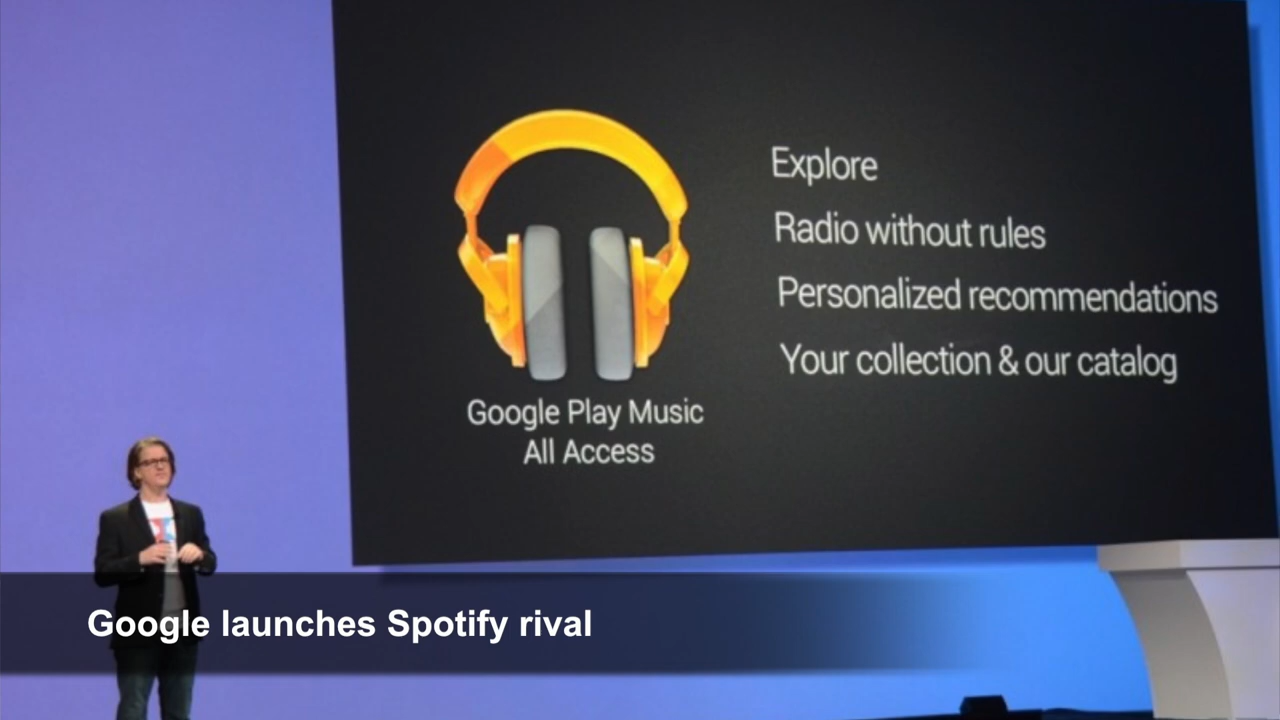 Explore
Radio without rules
Personalized recommendations
Your collection & our catalog
Google Play Music
All Access
Google launches Spotify rival